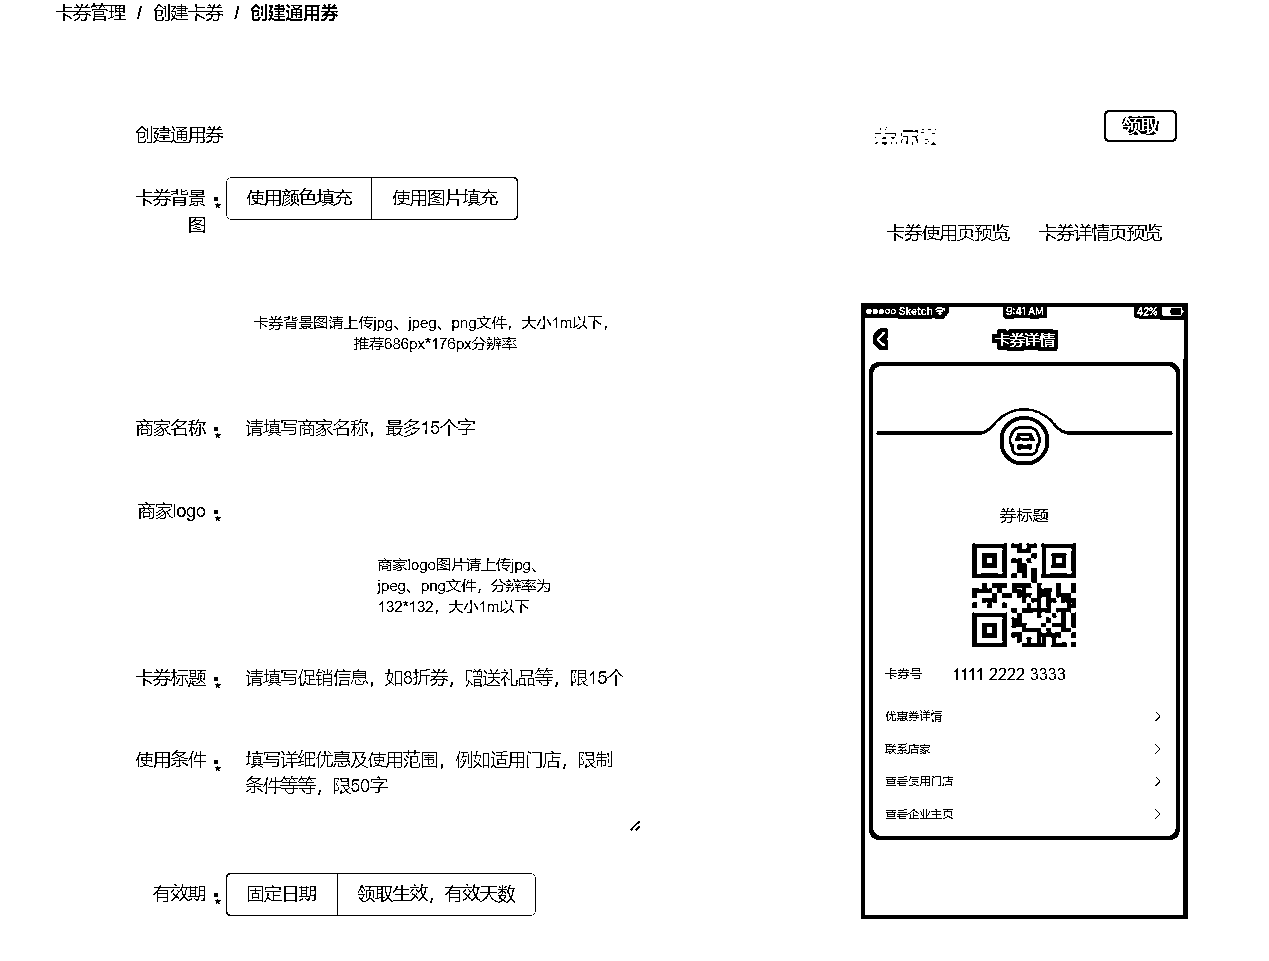 卡券管理 / 创建卡券 / 创建通用券
创建通用券
卡券背景图
使用颜色填充
使用图片填充
卡券背景图请上传jpg、jpeg、png文件，大小1m以下，
推荐686px*176px分辨率
商家名称：
请填写商家名称，最多15个字
商家logo：
商家logo图片请上传jpg、
jpeg、png文件，分辨率为
132*132，大小1m以下
卡券标题：
请填写促销信息，如8折券，赠送礼品等，限15个
使用条件：
填写详细优惠及使用范围，例如适用门店，限制
条件等等，限50字
有效期：
固定日期
领取生效，有效天数
领取
卡券使用页预览
卡券详情页预览
Sketch
9:41 AM
42%
卡券详情
券标题
卡券号
1111 2222 3333
优惠券详情
联系店家
查看使用门店
查看企业主页